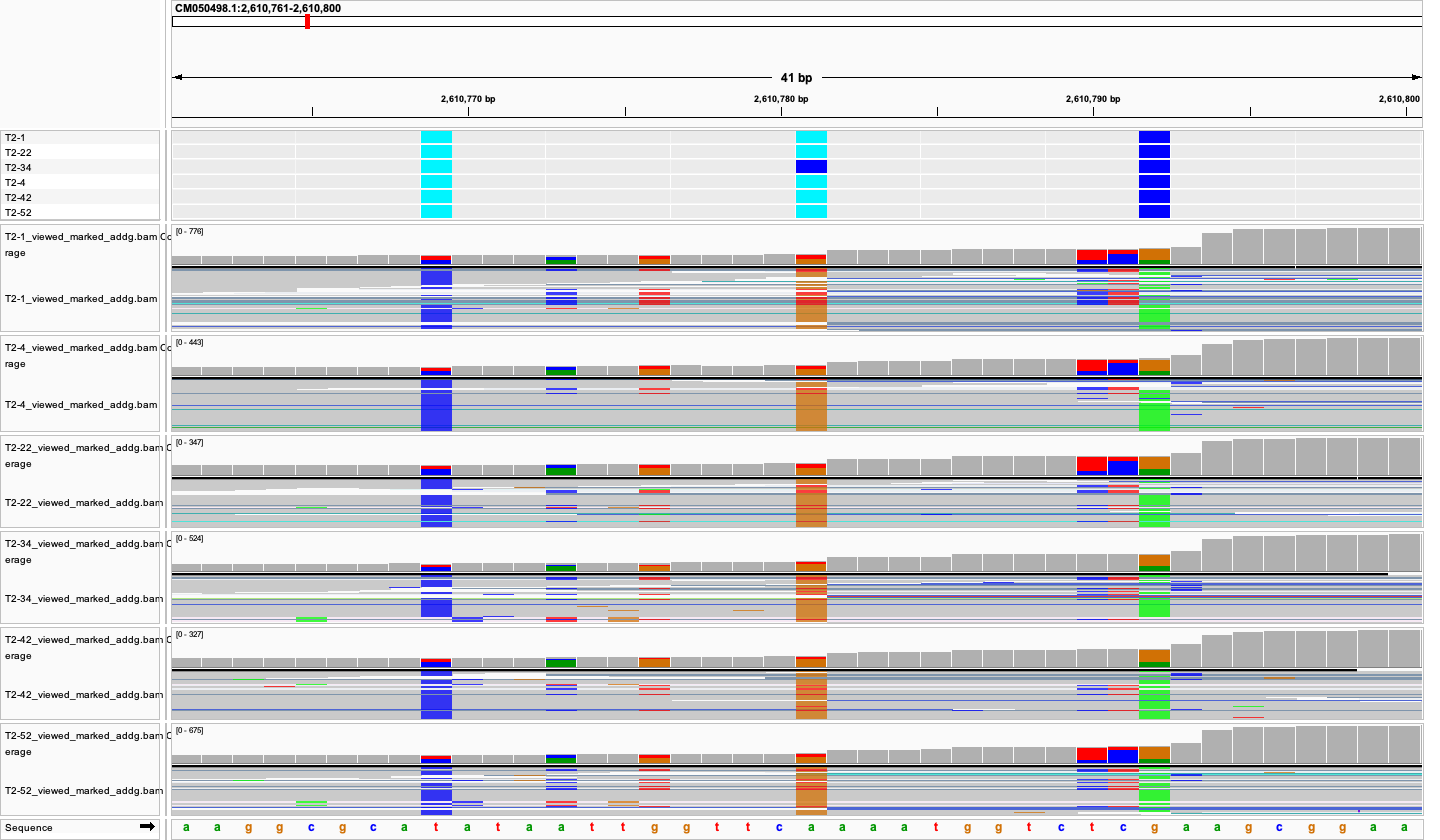 CM050498.1:2,610,761-2,610,800
41 bp
2,610,770 bp 2,610,780 bp 2,610,790 bp 2,610,800
T2-1
T2-22
T2-34
T2-4
T2-42
T2-52
T2-1_viewed_marked_addg.bam Co
rage
[0 - 776]
T2-1_viewed_marked_addg.bam
T2-4_viewed_marked_addg.bam Co
rage
[0 - 443]
T2-4_viewed_marked_addg.bam
T2-22_viewed_marked_addg.bam C
erage
[0 - 347]
T2-22_viewed_marked_addg.bam
T2-34_viewed_marked_addg.bam C
erage
[0 - 524]
T2-34_viewed_marked_addg.bam
T2-42_viewed_marked_addg.bam C
erage
[0 - 327]
T2-42_viewed_marked_addg.bam
T2-52_viewed_marked_addg.bam C
erage
[0 - 675]
T2-52_viewed_marked_addg.bam
Sequence a a g g c g c a t a t a a t t g g t t c a a a a t g g t c t c g a a g c g g a a